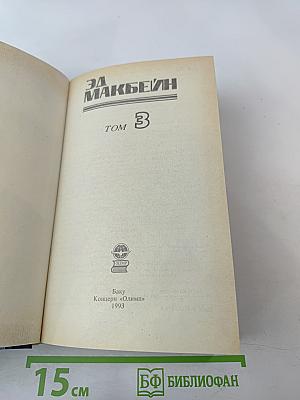 ЭД
МАКБЕЙН
ТОМ 3
Баку
Концерн «Олимп»
1993
15 см
БФ БИБЛИОФАН